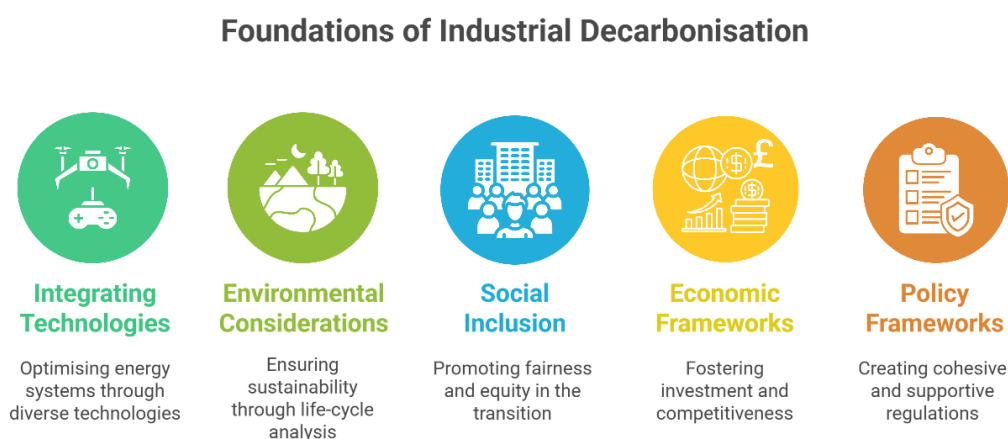 Foundations of Industrial Decarbonisation
Integrating
Technologies
Optimising energy
systems through
diverse technologies
Environmental
Considerations
Ensuring
sustainability
through life-cycle
analysis
Social
Inclusion
Promoting fairness
and equity in the
transition
$
£
$
Economic
Frameworks
Fostering
investment and
competitiveness
Policy
Frameworks
Creating cohesive
and supportive
regulations